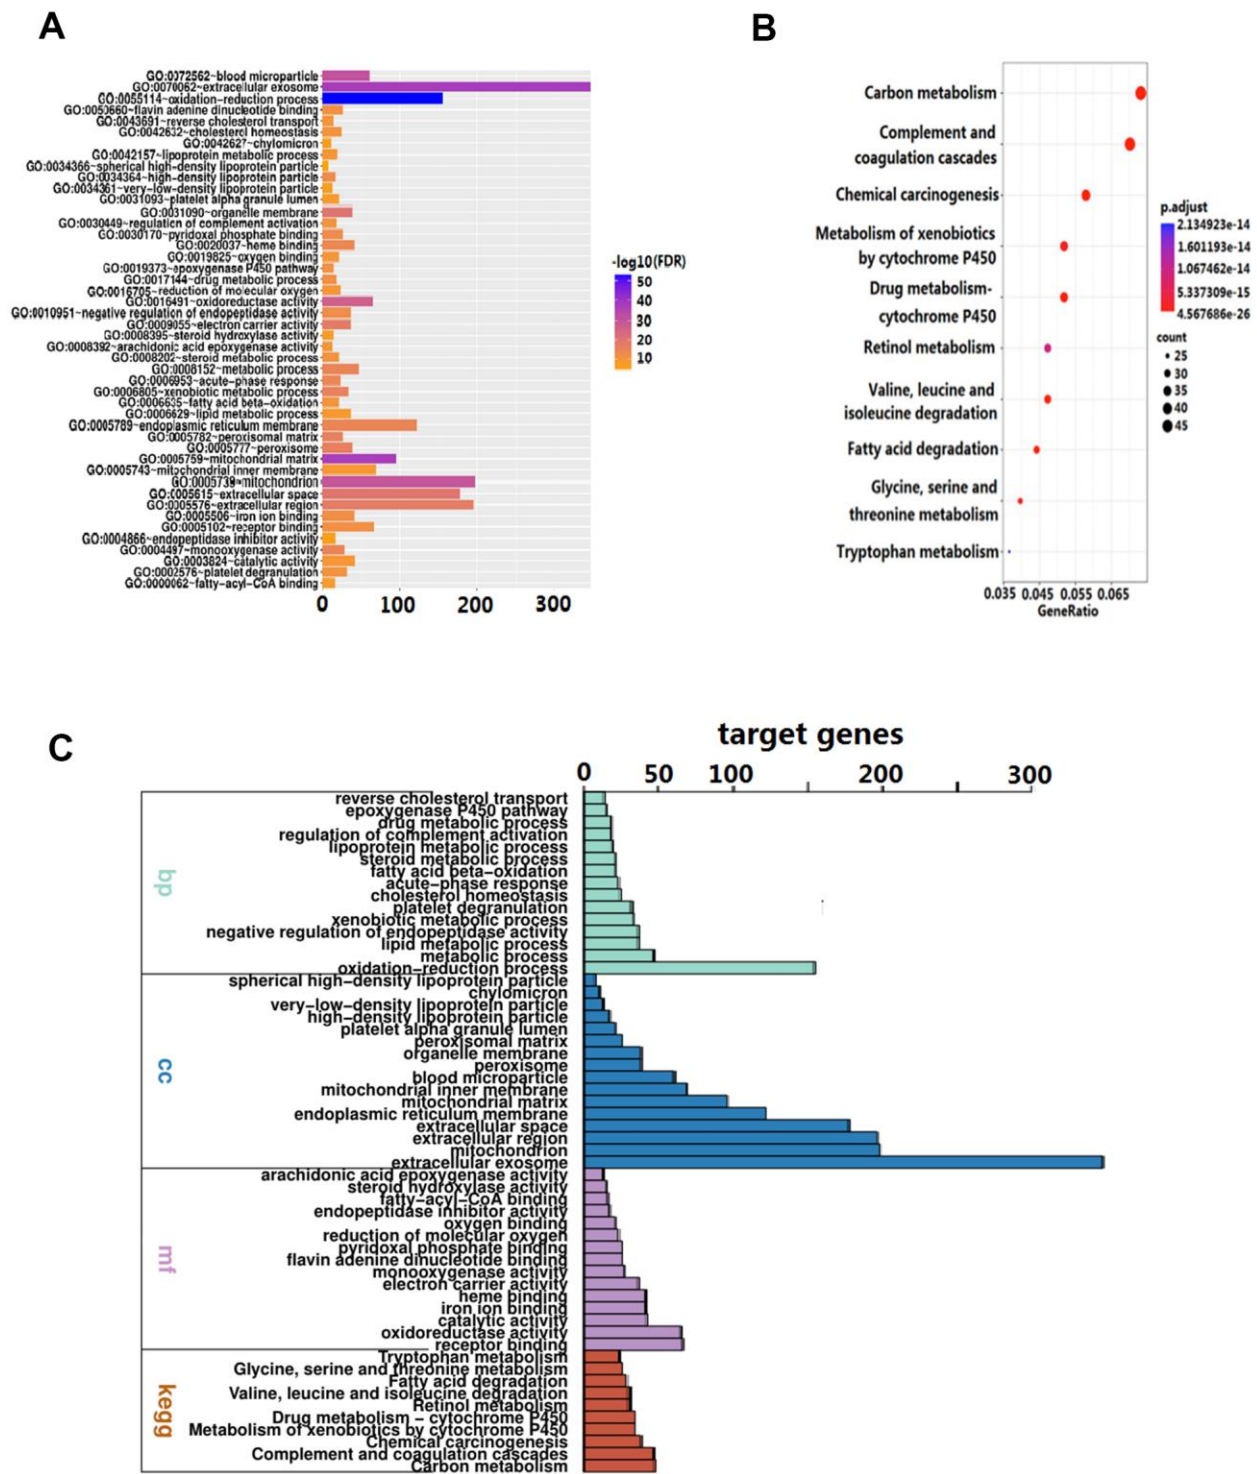 A
GO:0072562~blood microparticle
GO:0070062~extracellular exosome
GO:0055114~oxidation-reduction process
GO:0050660~flavin adenine dinucleotide binding
GO:0043691~reverse cholesterol transport
GO:0042632~cholesterol homeostasis
GO:0042627~chylomicron
GO:0042157~lipoprotein metabolic process
GO:0034366~spherical high-density lipoprotein particle
GO:0034364~high-density lipoprotein particle
GO:0034361~very-low-density lipoprotein particle
GO:0031093~platelet alpha granule lumen
GO:0031090~organelle membrane
GO:0030449~regulation of complement activation
GO:0030170~pyridoxal phosphate binding
GO:0020037~heme binding
GO:0019825~oxygen binding
GO:0019373~epoxygenase P450 pathway
GO:0017144~drug metabolic process
GO:0016705~reduction of molecular oxygen
GO:0016491~oxidoreductase activity
GO:0010951~negative regulation of endopeptidase activity
GO:0009055~electron carrier activity
GO:0008395~steroid hydroxylase activity
GO:0008392~arachidonic acid epoxygenase activity
GO:0008202~steroid metabolic process
GO:0008152~metabolic process
GO:0006953~acute-phase response
GO:0006805~xenobiotic metabolic process
GO:0006635~fatty acid beta-oxidation
GO:0006629~lipid metabolic process
GO:0005789~endoplasmic reticulum membrane
GO:0005782~peroxisomal matrix
GO:0005777~peroxisome
GO:0005759~mitochondrial matrix
GO:0005743~mitochondrial inner membrane
GO:0005739~mitochondrion
GO:0005615~extracellular space
GO:0005576~extracellular region
GO:0005506~iron ion binding
GO:0005102~receptor binding
GO:0004866~endopeptidase inhibitor activity
GO:0004497~monooxygenase activity
GO:0003824~catalytic activity
GO:0002576~platelet degranulation
GO:0000062~fatty-acyl-CoA binding
0 100 200 300
-log10(FDR)
50
40
30
20
10
B
Carbon metabolism
Complement and
coagulation cascades
Chemical carcinogenesis
Metabolism of xenobiotics
by cytochrome P450
Drug metabolism-
cytochrome P450
Retinol metabolism
Valine, leucine and
isoleucine degradation
Fatty acid degradation
Glycine, serine and
threonine metabolism
Tryptophan metabolism
0.035 0.045 0.055 0.065
GeneRatio
p.adjust
2.134923e-14
1.601193e-14
1.067462e-14
5.337309e-15
4.567686e-26
count
25
30
35
40
45
C
target genes
0 50 100 200 300
bp
reverse cholesterol transport
epoxygenase P450 pathway
drug metabolic process
regulation of complement activation
lipoprotein metabolic process
steroid metabolic process
fatty acid beta-oxidation
acute-phase response
cholesterol homeostasis
platelet degranulation
xenobiotic metabolic process
negative regulation of endopeptidase activity
lipid metabolic process
metabolic process
oxidation-reduction process
cc
spherical high-density lipoprotein particle
chylomicron
very-low-density lipoprotein particle
high-density lipoprotein particle
platelet alpha granule lumen
peroxisomal matrix
organelle membrane
peroxisome
blood microparticle
mitochondrial inner membrane
mitochondrial matrix
endoplasmic reticulum membrane
extracellular space
extracellular region
mitochondrion
extracellular exosome
mf
arachidonic acid epoxygenase activity
steroid hydroxylase activity
fatty-acyl-CoA binding
endopeptidase inhibitor activity
oxygen binding
reduction of molecular oxygen
pyridoxal phosphate binding
flavin adenine dinucleotide binding
monooxygenase activity
electron carrier activity
heme binding
iron ion binding
catalytic activity
oxidoreductase activity
receptor binding
kegg
Tryptophan metabolism
Glycine, serine and threonine metabolism
Fatty acid degradation
Valine, leucine and isoleucine degradation
Retinol metabolism
Drug metabolism - cytochrome P450
Metabolism of xenobiotics by cytochrome P450
Chemical carcinogenesis
Complement and coagulation cascades
Carbon metabolism